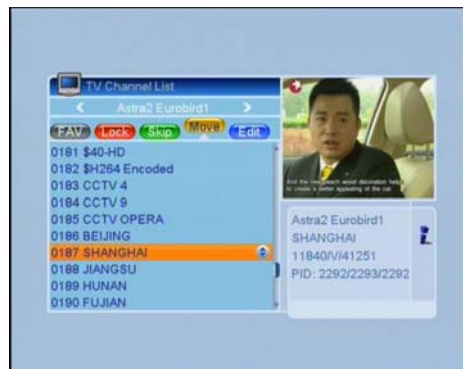 TV Channel List
Astra2 Eurobird1
FAV Lock Skip Move Edit
0181 $40-HD
0182 $H264 Encoded
0183 CCTV 4
0184 CCTV 9
0185 CCTV OPERA
0186 BEIJING
0187 SHANGHAI
0188 JIANGSU
0189 HUNAN
0190 FUJIAN
And the new peach wood decoration helps
to create a better appealing of the car
Astra2 Eurobird1
SHANGHAI
11840/V/41251
PID: 2292/2293/2292